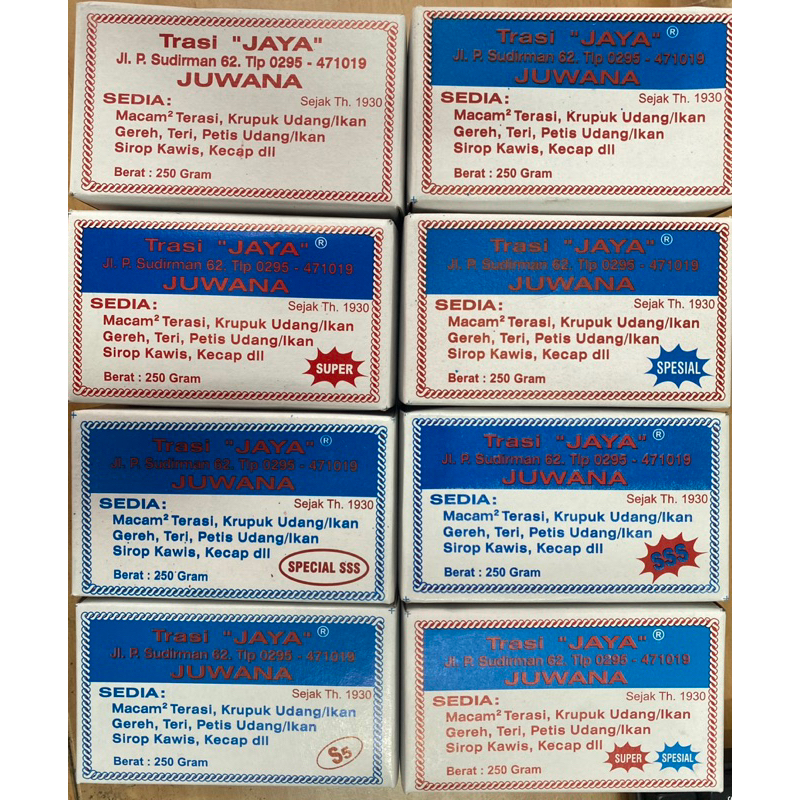 Trasi "JAYA"
Jl. P. Sudirman 62. Tlp 0295 - 471019
JUWANA
SEDIA:
Sejak Th. 1930
Macam² Terasi, Krupuk Udang/Ikan
Gereh, Teri, Petis Udang/Ikan
Sirop Kawis, Kecap dll
Berat : 250 Gram
Trasi "JAYA" ®
Jl. P. Sudirman 62. Tlp 0295 - 471019
JUWANA
SEDIA:
Sejak Th. 1930
Macam² Terasi, Krupuk Udang/Ikan
Gereh, Teri, Petis Udang/Ikan
Sirop Kawis, Kecap dll
Berat : 250 Gram
Trasi "JAYA" ®
Jl. P. Sudirman 62. Tlp 0295 - 471019
JUWANA
SEDIA:
Sejak Th. 1930
Macam² Terasi, Krupuk Udang/Ikan
Gereh, Teri, Petis Udang/Ikan
Sirop Kawis, Kecap dll
SUPER
Berat : 250 Gram
Trasi "JAYA" ®
Jl. P. Sudirman 62. Tlp 0295 - 471019
JUWANA
SEDIA:
Sejak Th. 1930
Macam² Terasi, Krupuk Udang/Ikan
Gereh, Teri, Petis Udang/Ikan
Sirop Kawis, Kecap dll
SPESIAL
Berat : 250 Gram
Trasi "JAYA" ®
Jl. P. Sudirman 62. Tlp 0295 - 471019
JUWANA
SEDIA:
Sejak Th. 1930
Macam² Terasi, Krupuk Udang/Ikan
Gereh, Teri, Petis Udang/Ikan
Sirop Kawis, Kecap dll
SPECIAL SSS
Berat : 250 Gram
Trasi "JAYA" ®
Jl. P. Sudirman 62. Tlp 0295 - 471019
JUWANA
SEDIA:
Sejak Th. 1930
Macam² Terasi, Krupuk Udang/Ikan
Gereh, Teri, Petis Udang/Ikan
Sirop Kawis, Kecap dll
SSS
Berat : 250 Gram
Trasi "JAYA" ®
Jl. P. Sudirman 62. Tlp 0295 - 471019
JUWANA
SEDIA:
Sejak Th. 1930
Macam² Terasi, Krupuk Udang/Ikan
Gereh, Teri, Petis Udang/Ikan
Sirop Kawis, Kecap dll
S5
Berat : 250 Gram
Trasi "JAYA" ®
Jl. P. Sudirman 62. Tlp 0295 - 471019
JUWANA
SEDIA:
Sejak Th. 1930
Macam² Terasi, Krupuk Udang/Ikan
Gereh, Teri, Petis Udang/Ikan
Sirop Kawis, Kecap dll
SUPER SPESIAL
Berat : 250 Gram